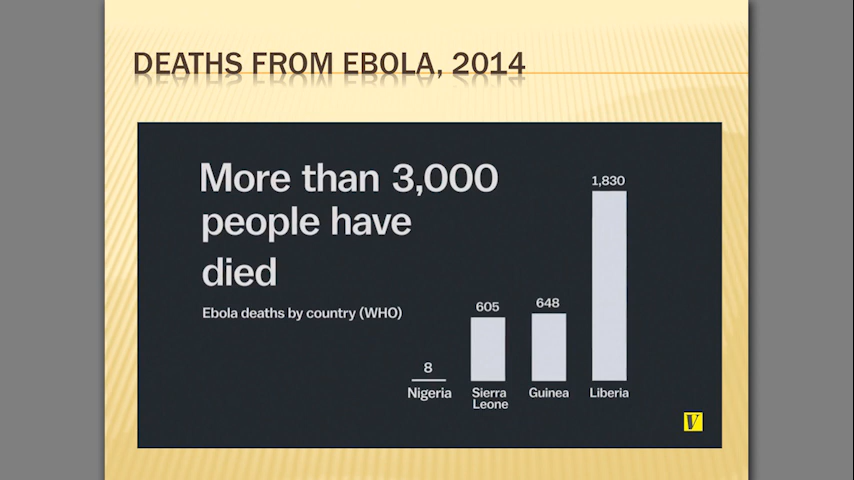 DEATHS FROM EBOLA, 2014
More than 3,000
people have
died
Ebola deaths by country (WHO)
8
605
648
1,830
Nigeria
Sierra
Leone
Guinea
Liberia
V